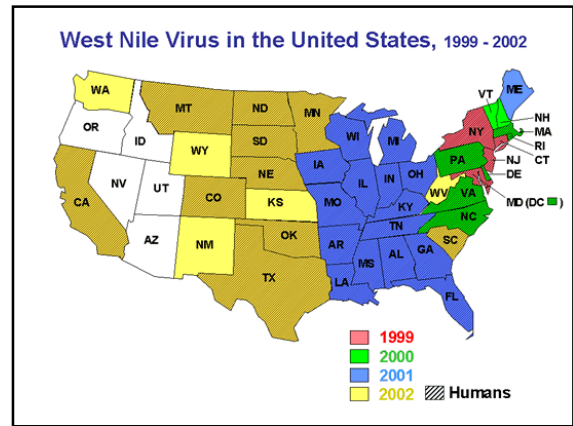 West Nile Virus in the United States, 1999 - 2002
WA
MT
ND
MN
VT
ME
OR
ID
SD
WI
MI
NY
NH
MA
RI
CT
WY
NE
IA
PA
NJ
DE
NV
UT
CO
KS
MO
IL
IN
OH
WV
VA
MD (DC )
CA
KY
NC
AZ
NM
OK
AR
TN
SC
TX
LA
MS
AL
GA
FL
1999
2000
2001
2002
Humans